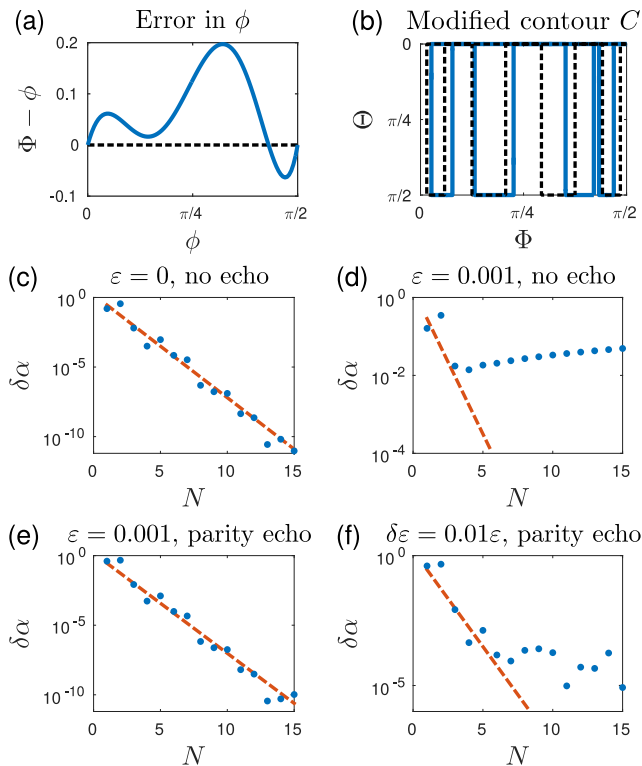 (a) Error in ϕ
Φ − ϕ
0.2
0.1
0
-0.1
0 π/4 π/2
ϕ
(b) Modified contour C
Θ
0
π/4
π/2
0 π/4 π/2
Φ
(c) ε = 0, no echo
δα
10^0
10^-5
10^-10
0 5 10 15
N
(d) ε = 0.001, no echo
δα
10^0
10^-2
10^-4
0 5 10 15
N
(e) ε = 0.001, parity echo
δα
10^0
10^-5
10^-10
0 5 10 15
N
(f) δε = 0.01ε, parity echo
δα
10^0
10^-5
0 5 10 15
N